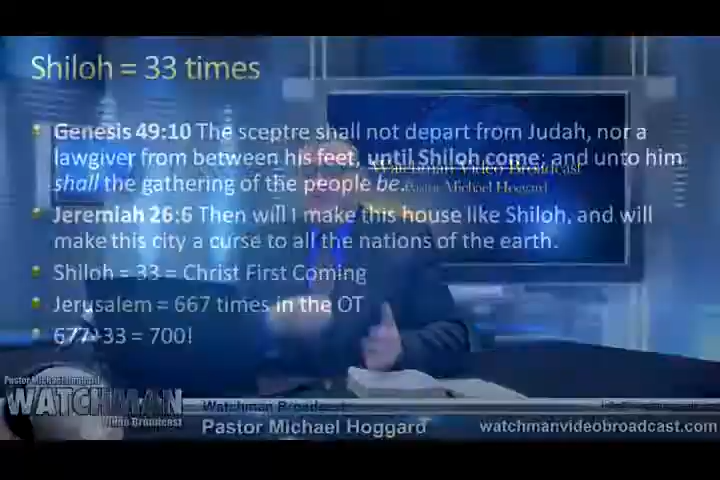 Shiloh = 33 times
Genesis 49:10 The sceptre shall not depart from Judah, nor a
lawgiver from between his feet, until Shiloh come; and unto him
shall the gathering of the people be.
Watchman Video Broadcast
Pastor Michael Hoggard
Jeremiah 26:6 Then will I make this house like Shiloh, and will
make this city a curse to all the nations of the earth.
Shiloh = 33 = Christ First Coming
Jerusalem = 667 times in the OT
677+33 = 700!
Pastor Michael Hoggard
WATCHMAN
Video Broadcast
Watchman Broadcast
Pastor Michael Hoggard
watchmanvideobroadcast.com